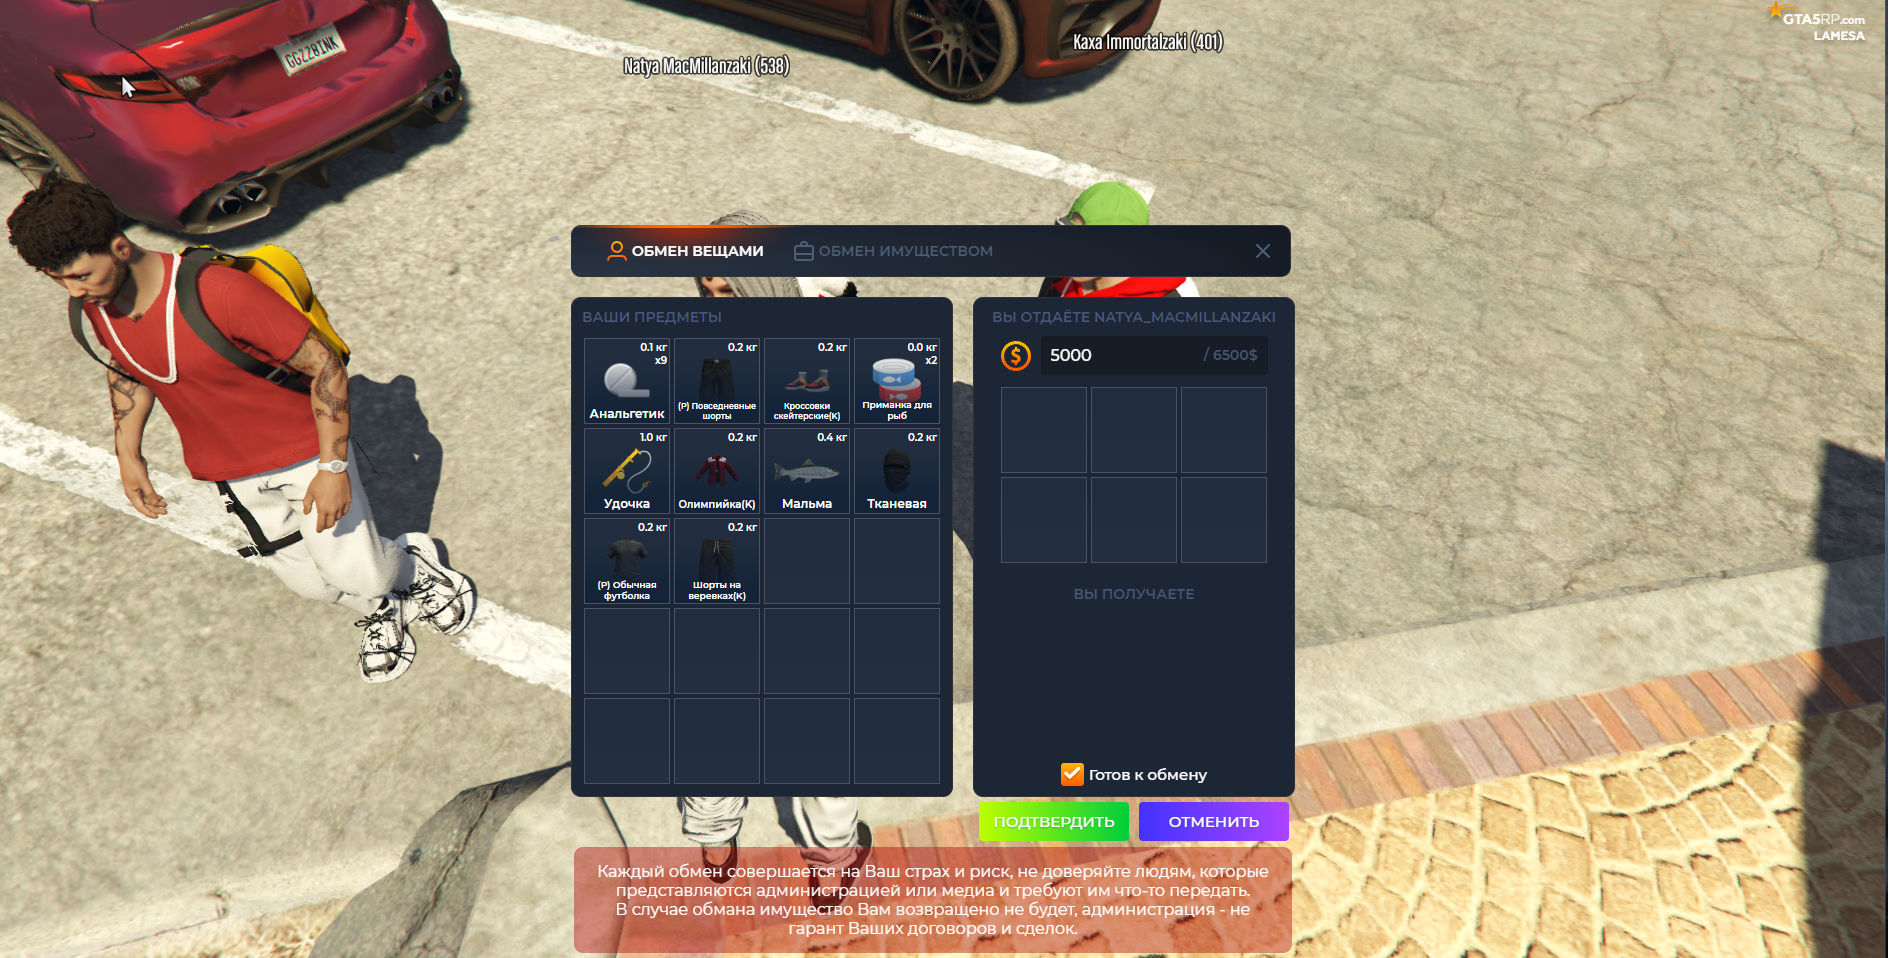 GTA5RP.com
LAMESA
GGZZ8INK
Natya MacMillanzaki (538)
Kaxa Immortalzaki (401)
ОБМЕН ВЕЩАМИ
ОБМЕН ИМУЩЕСТВОМ
ВАШИ ПРЕДМЕТЫ
0.1 кг
x9
Анальгетик
0.2 кг
(Р) Повседневные
шорты
0.2 кг
Кроссовки
скейтерские(К)
0.0 кг
x2
Приманка для
рыб
1.0 кг
Удочка
0.2 кг
Олимпийка(К)
0.4 кг
Мальма
0.2 кг
Тканевая
0.2 кг
(Р) Обычная
футболка
0.2 кг
Шорты на
веревках(К)
ВЫ ОТДАЁТЕ NATYA_MACMILLANZAKI
5000
/ 6500$
ВЫ ПОЛУЧАЕТЕ
Готов к обмену
ПОДТВЕРДИТЬ
ОТМЕНИТЬ
Каждый обмен совершается на Ваш страх и риск, не доверяйте людям, которые
представляются администрацией или медиа и требуют им что-то передать.
В случае обмана имущество Вам возвращено не будет, администрация - не
гарант Ваших договоров и сделок.